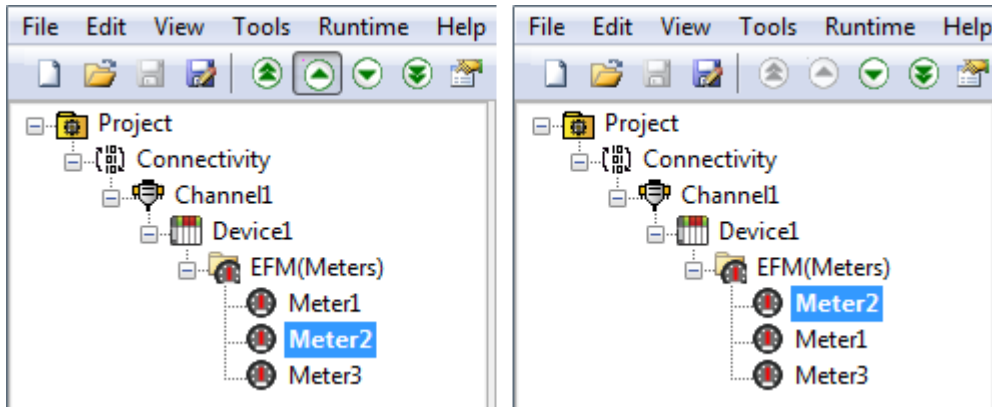 File Edit View Tools Runtime Help
Project
Connectivity
Channel1
Device1
EFM(Meters)
Meter1
Meter2
Meter3
File Edit View Tools Runtime Help
Project
Connectivity
Channel1
Device1
EFM(Meters)
Meter2
Meter1
Meter3